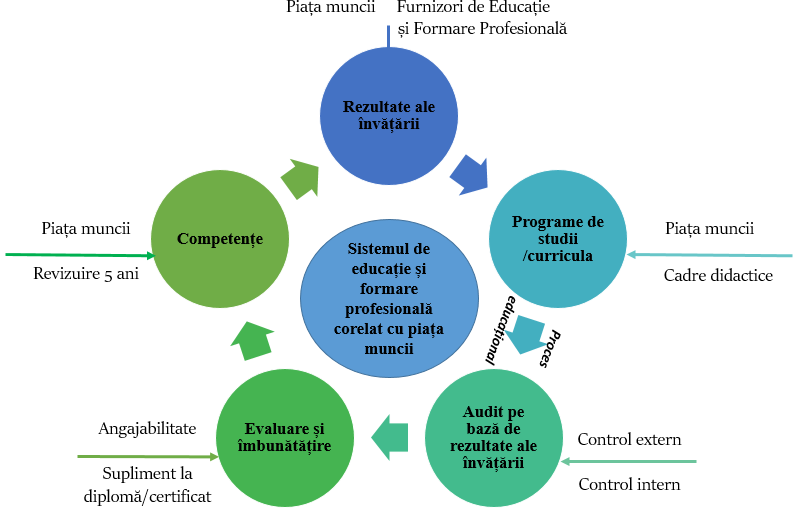 Piața muncii
Furnizori de Educație
și Formare Profesională
Rezultate ale
învățării
Programe de
studii
/curricula
Piața muncii
Cadre didactice
Proces
educațional
Audit pe
bază de
rezultate ale
învățării
Control extern
Control intern
Evaluare și
îmbunătățire
Angajabilitate
Supliment la
diplomă/certificat
Competențe
Piața muncii
Revizuire 5 ani
Sistemul de
educație și
formare
profesională
corelat cu piața
muncii